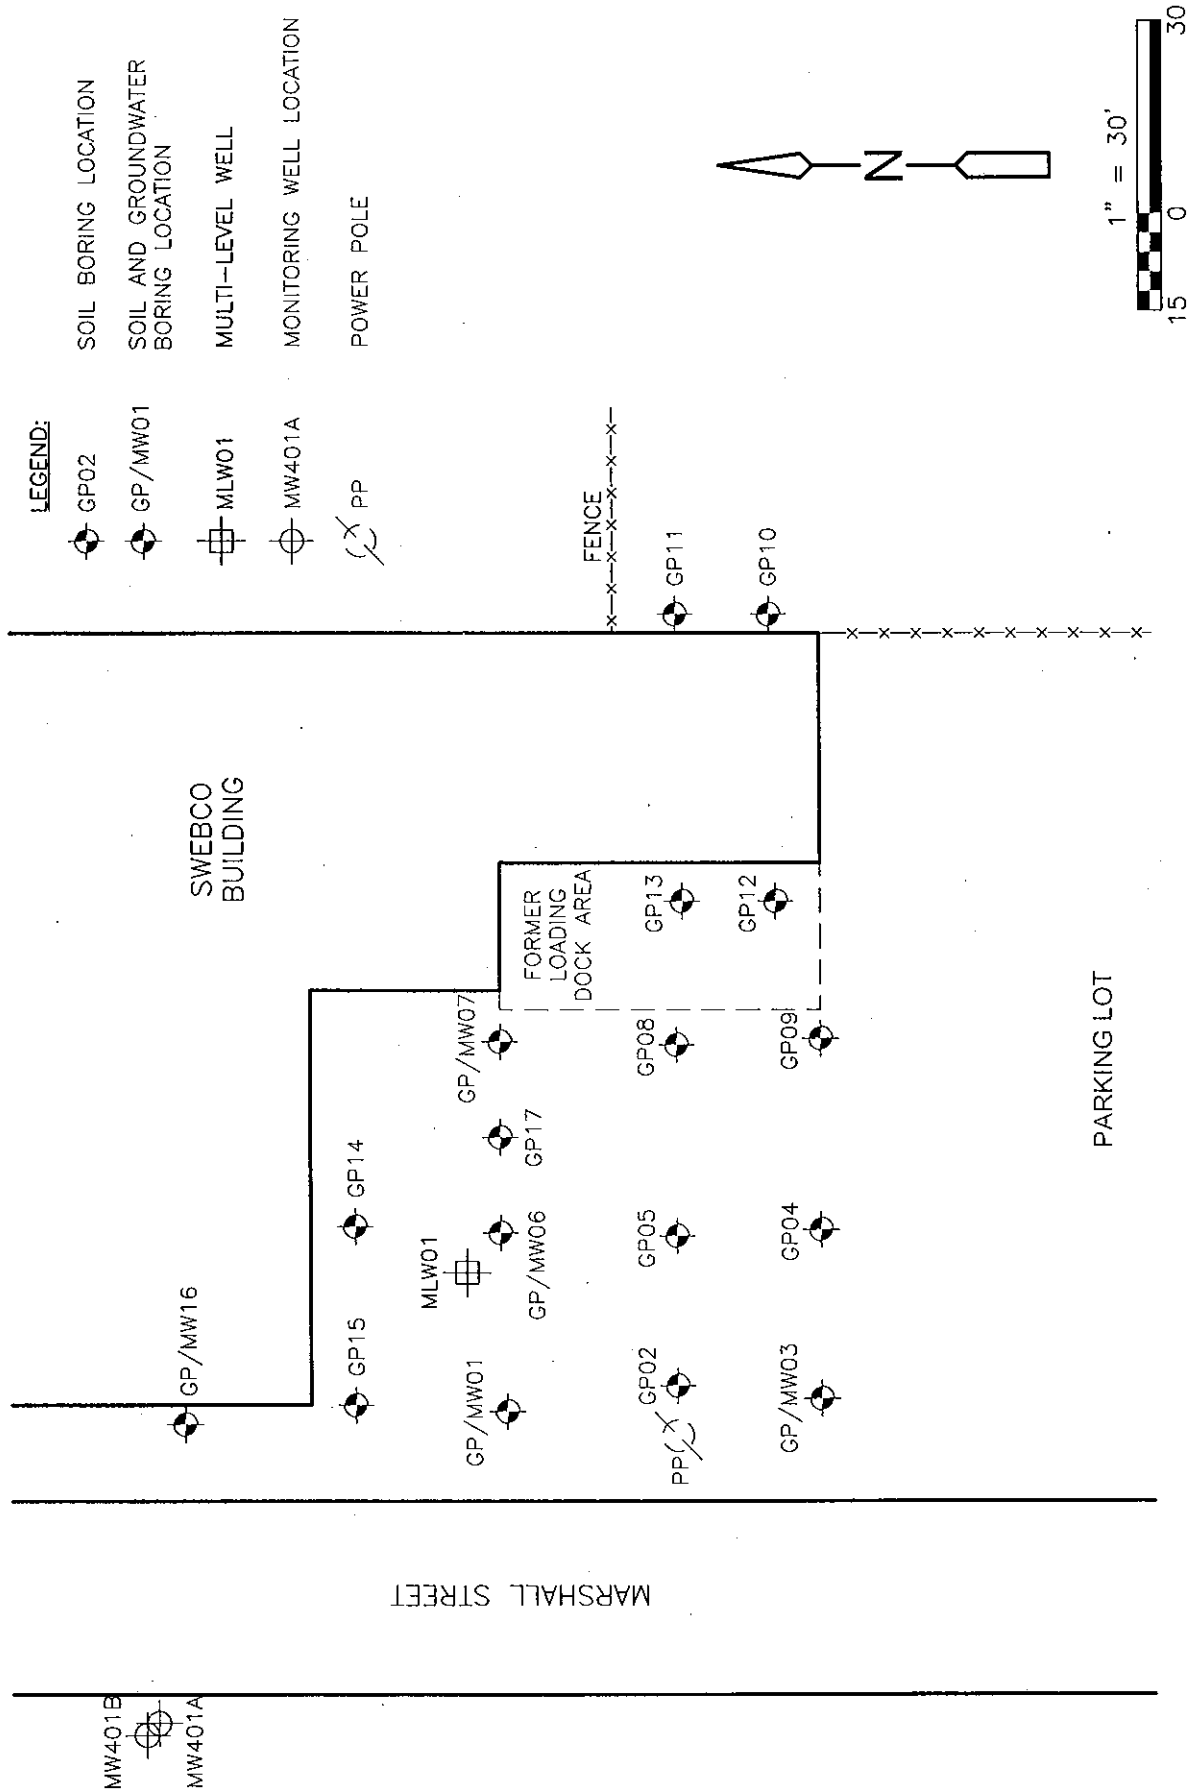 LEGEND:
GP02
SOIL BORING LOCATION
GP/MW01
SOIL AND GROUNDWATER
BORING LOCATION
MLW01
MULTI-LEVEL WELL
MW401A
MONITORING WELL LOCATION
PP
POWER POLE
MW401B
MW401A
MARSHALL STREET
GP/MW16
SWEBCO
BUILDING
GP15
GP14
MLW01
GP/MW01
GP/MW06
GP17
GP/MW07
FORMER
LOADING
DOCK AREA
FENCE
PP
GP02
GP05
GP08
GP13
GP11
GP/MW03
GP04
GP09
GP12
GP10
PARKING LOT
N
1" = 30'
15
0
30